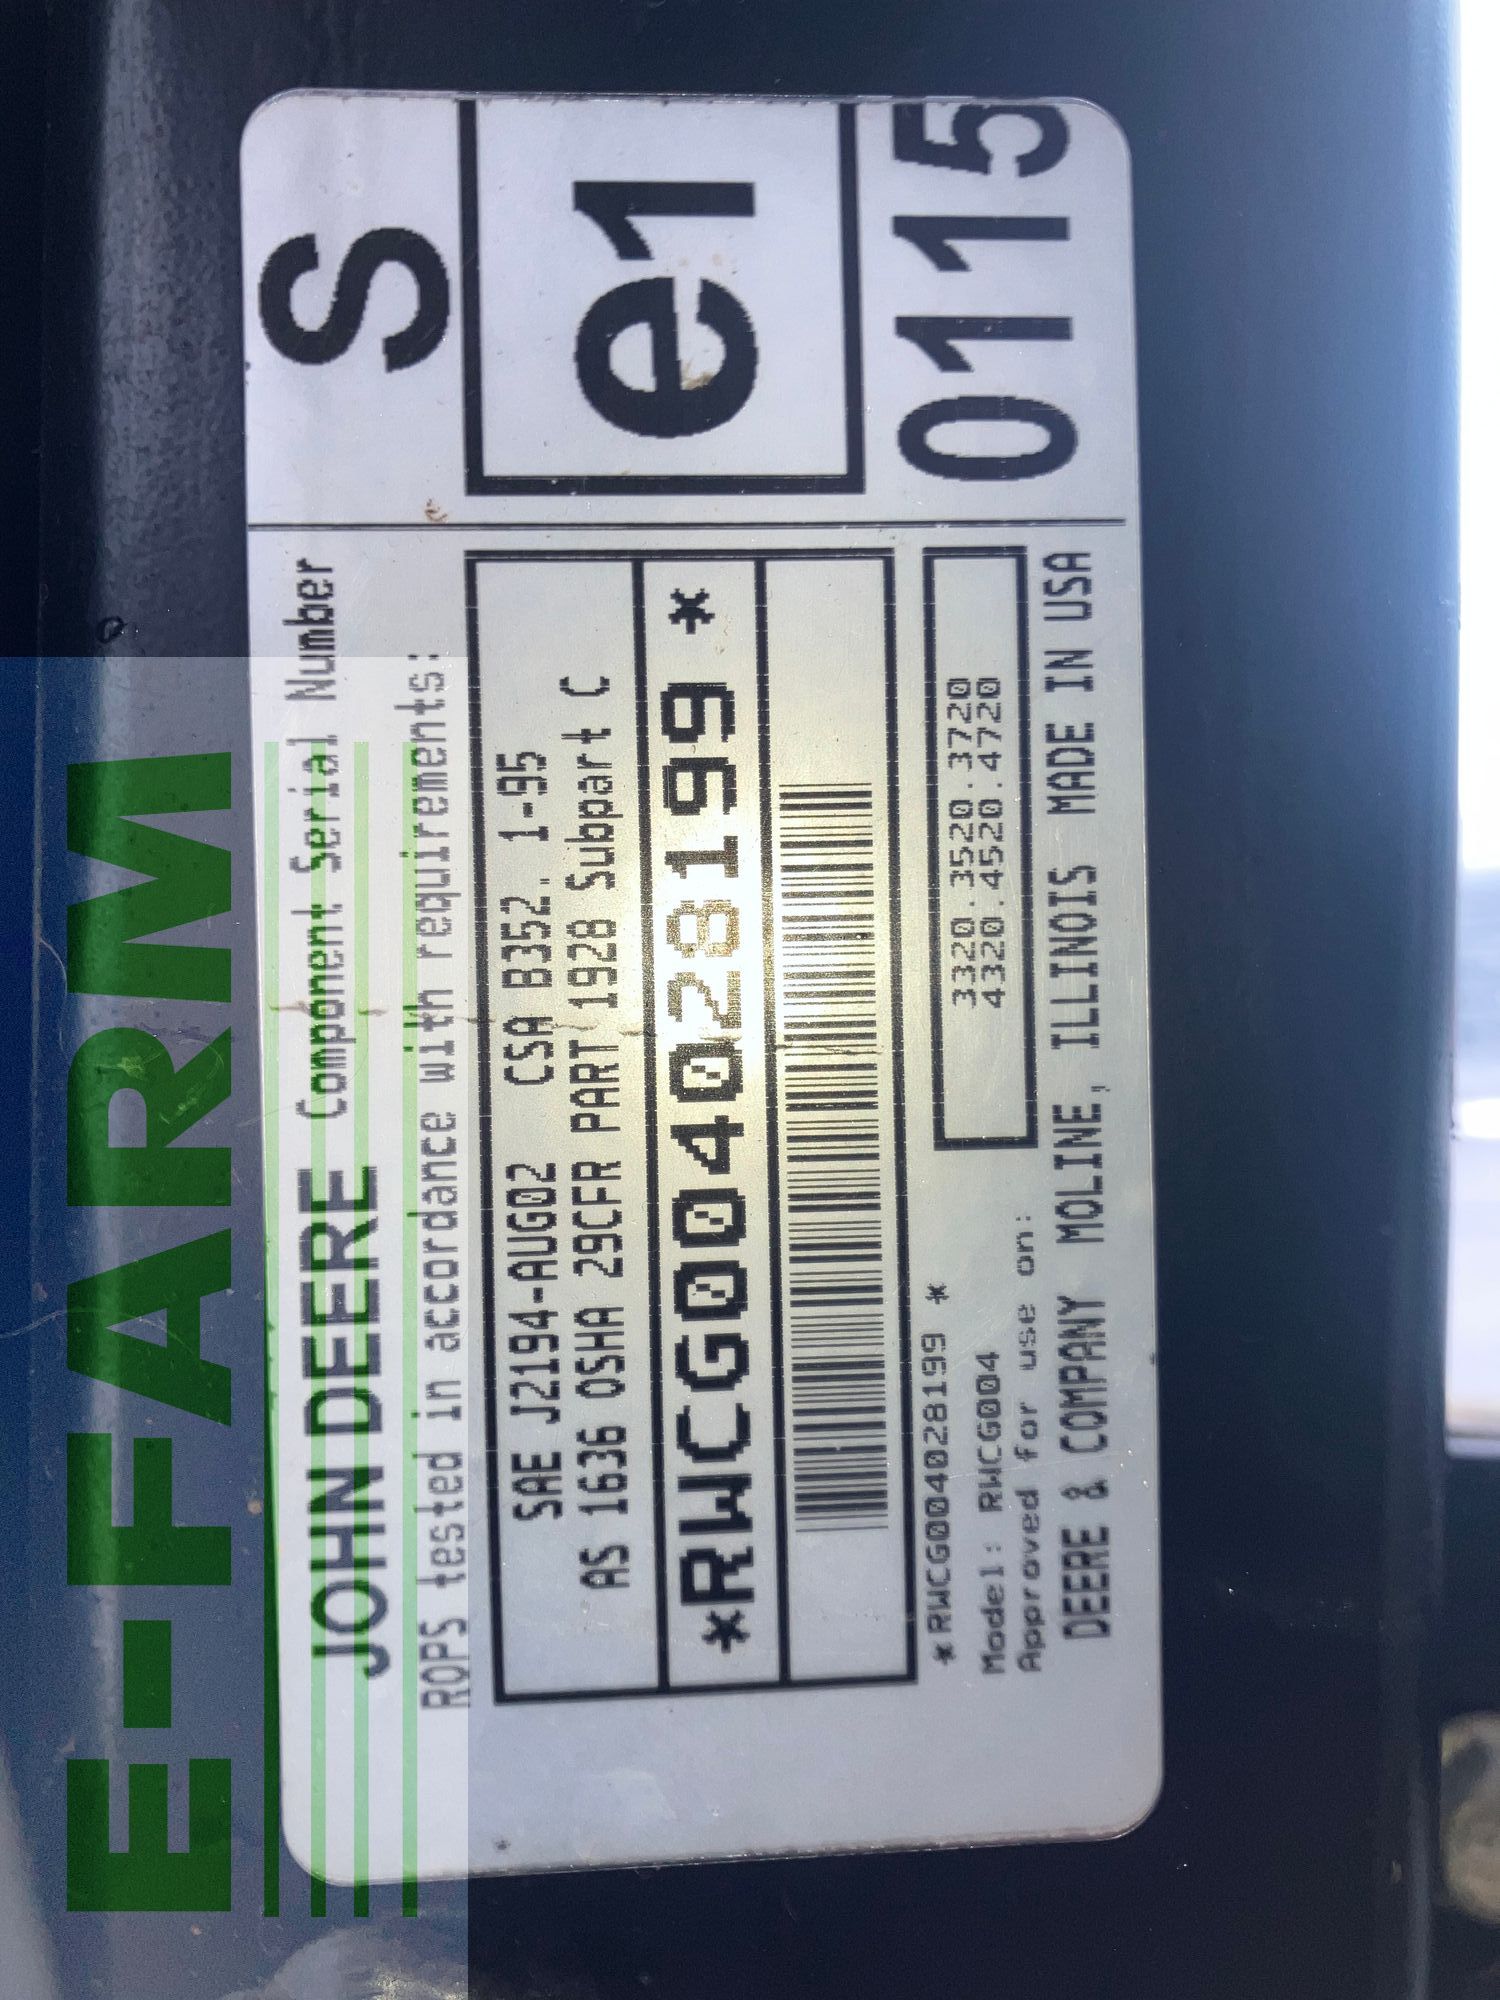 JOHN DEERE Component Serial Number
ROPS tested in accordance with requirements:
SAE J2194-AUG02 CSA B352. 1-95
AS 1636 OSHA 29CFR PART 1928 Subpart C
*RWCG004028199 *
*RWCG004028199 *
Model: RWCG004
Approved for use on:
3320.3520.3720
4320.4520.4720
DEERE & COMPANY MOLINE, ILLINOIS MADE IN USA
S
e1
0115
E-FARM